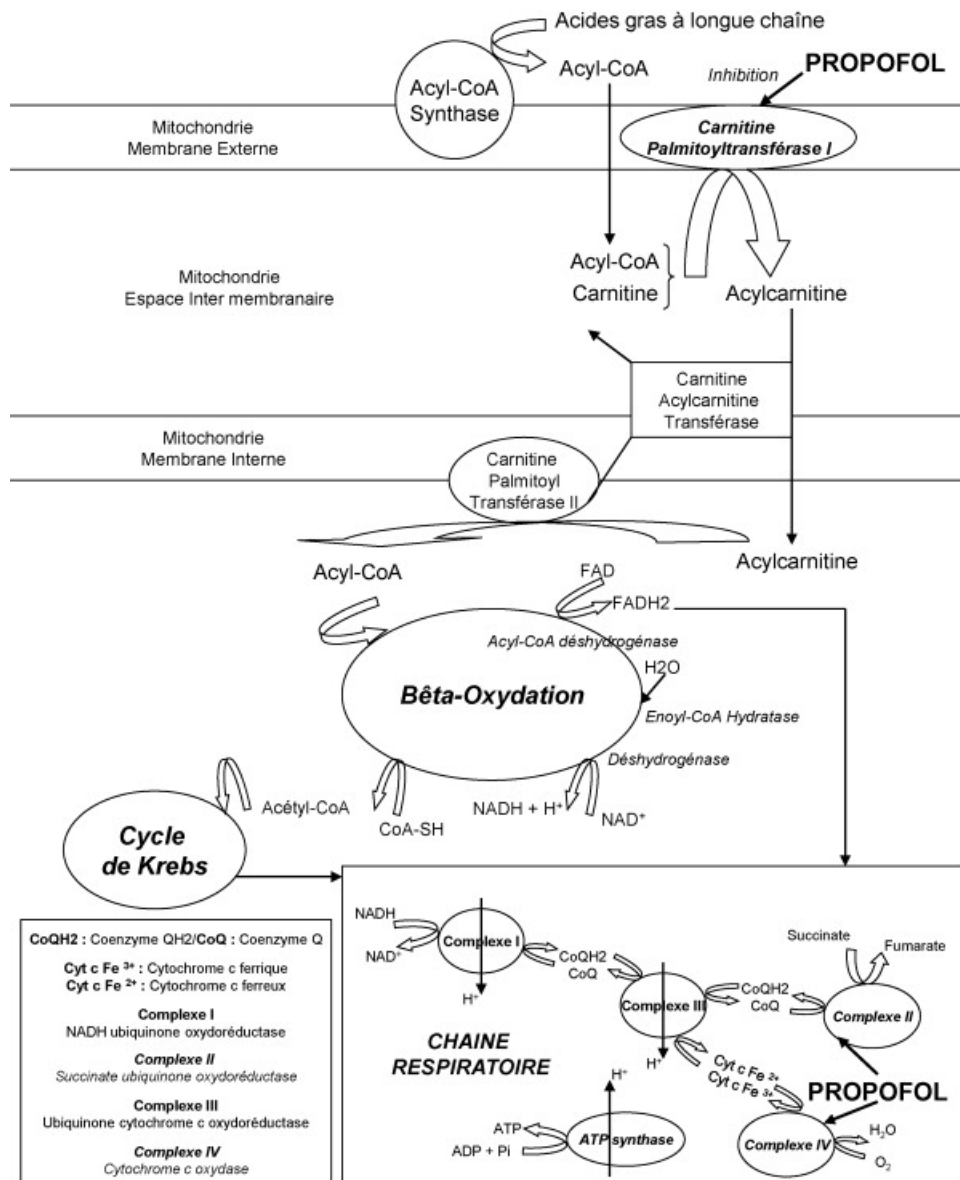 Acides gras à longue chaîne
Acyl-CoA
Synthase
Acyl-CoA
Inhibition
PROPOFOL
Mitochondrie
Membrane Externe
Carnitine
Palmitoyltransférase I
Mitochondrie
Espace Inter membranaire
Acyl-CoA
Carnitine
Acylcarnitine
Carnitine
Acylcarnitine
Transférase
Mitochondrie
Membrane Interne
Carnitine
Palmitoyl
Transférase II
Acylcarnitine
Acyl-CoA
FAD
FADH2
Acyl-CoA déshydrogénase
H2O
Bêta-Oxydation
Enoyl-CoA Hydratase
Déshydrogénase
NADH + H⁺
NAD⁺
CoA-SH
Acétyl-CoA
Cycle
de Krebs
CoQH2 : Coenzyme QH2/CoQ : Coenzyme Q
Cyt c Fe ³⁺ : Cytochrome c ferrique
Cyt c Fe ²⁺ : Cytochrome c ferreux
Complexe I
NADH ubiquinone oxydoréductase
Complexe II
Succinate ubiquinone oxydoréductase
Complexe III
Ubiquinone cytochrome c oxydoréductase
Complexe IV
Cytochrome c oxydase
NADH
NAD⁺
Complexe I
H⁺
CoQH2
CoQ
Complexe III
H⁺
CoQH2
CoQ
Succinate
Fumarate
Complexe II
CHAINE
RESPIRATOIRE
Cyt c Fe ²⁺
Cyt c Fe ³⁺
PROPOFOL
H⁺
ATP
ADP + Pi
ATP synthase
Complexe IV
H₂O
O₂